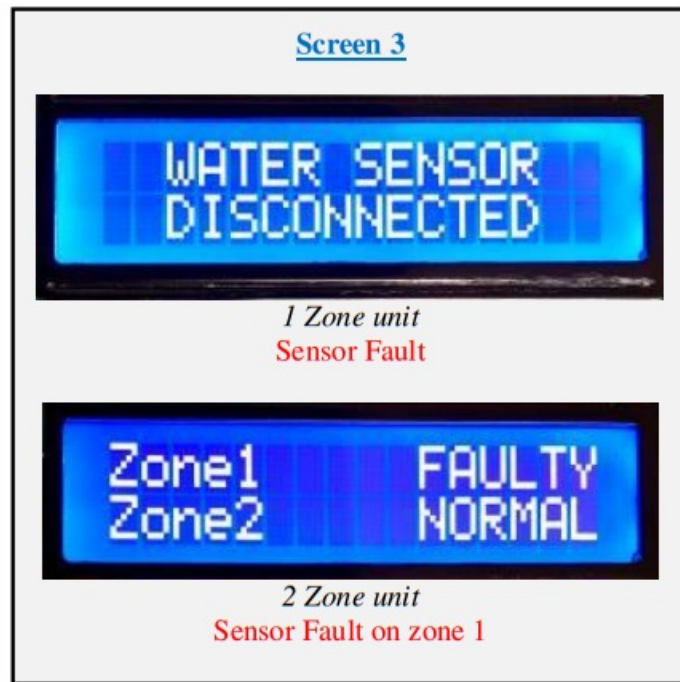 Screen 3
WATER SENSOR
DISCONNECTED
1 Zone unit
Sensor Fault
Zone1 FAULTY
Zone2 NORMAL
2 Zone unit
Sensor Fault on zone 1